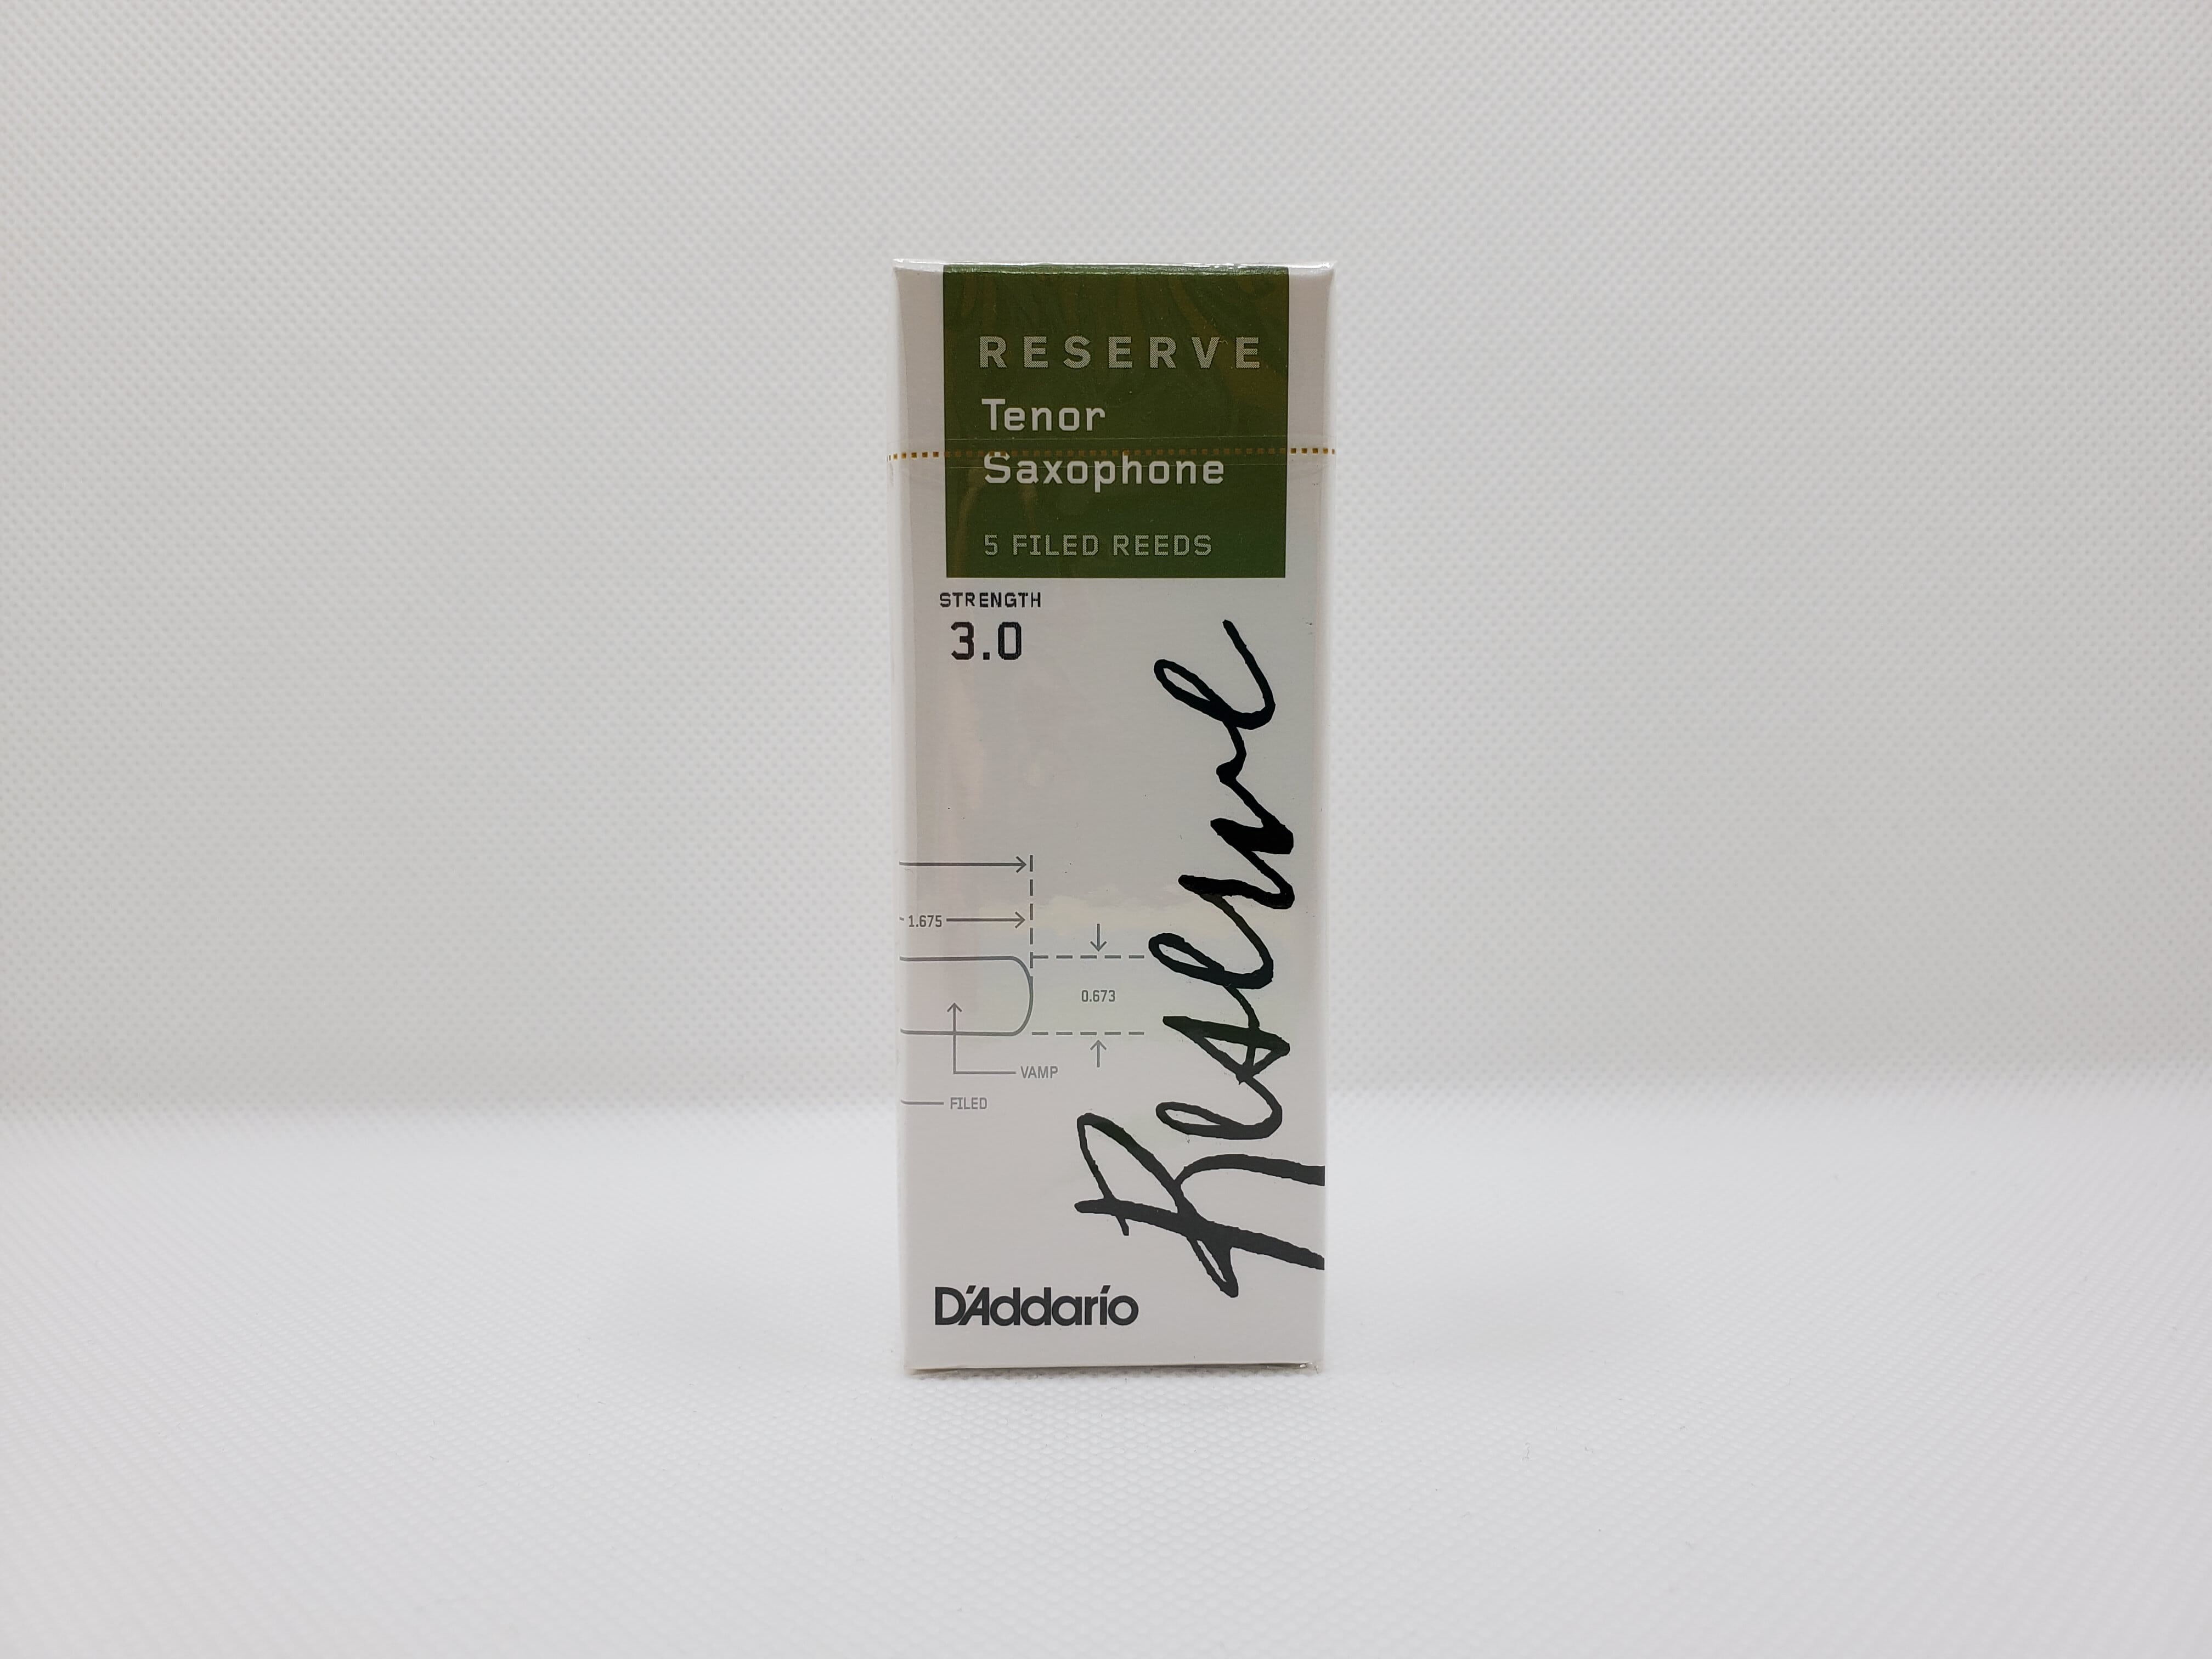 RESERVE
Tenor
Saxophone
5 FILED REEDS
STRENGTH
3.0
Reserve
1.675
0.673
VAMP
FILED
D'Addario